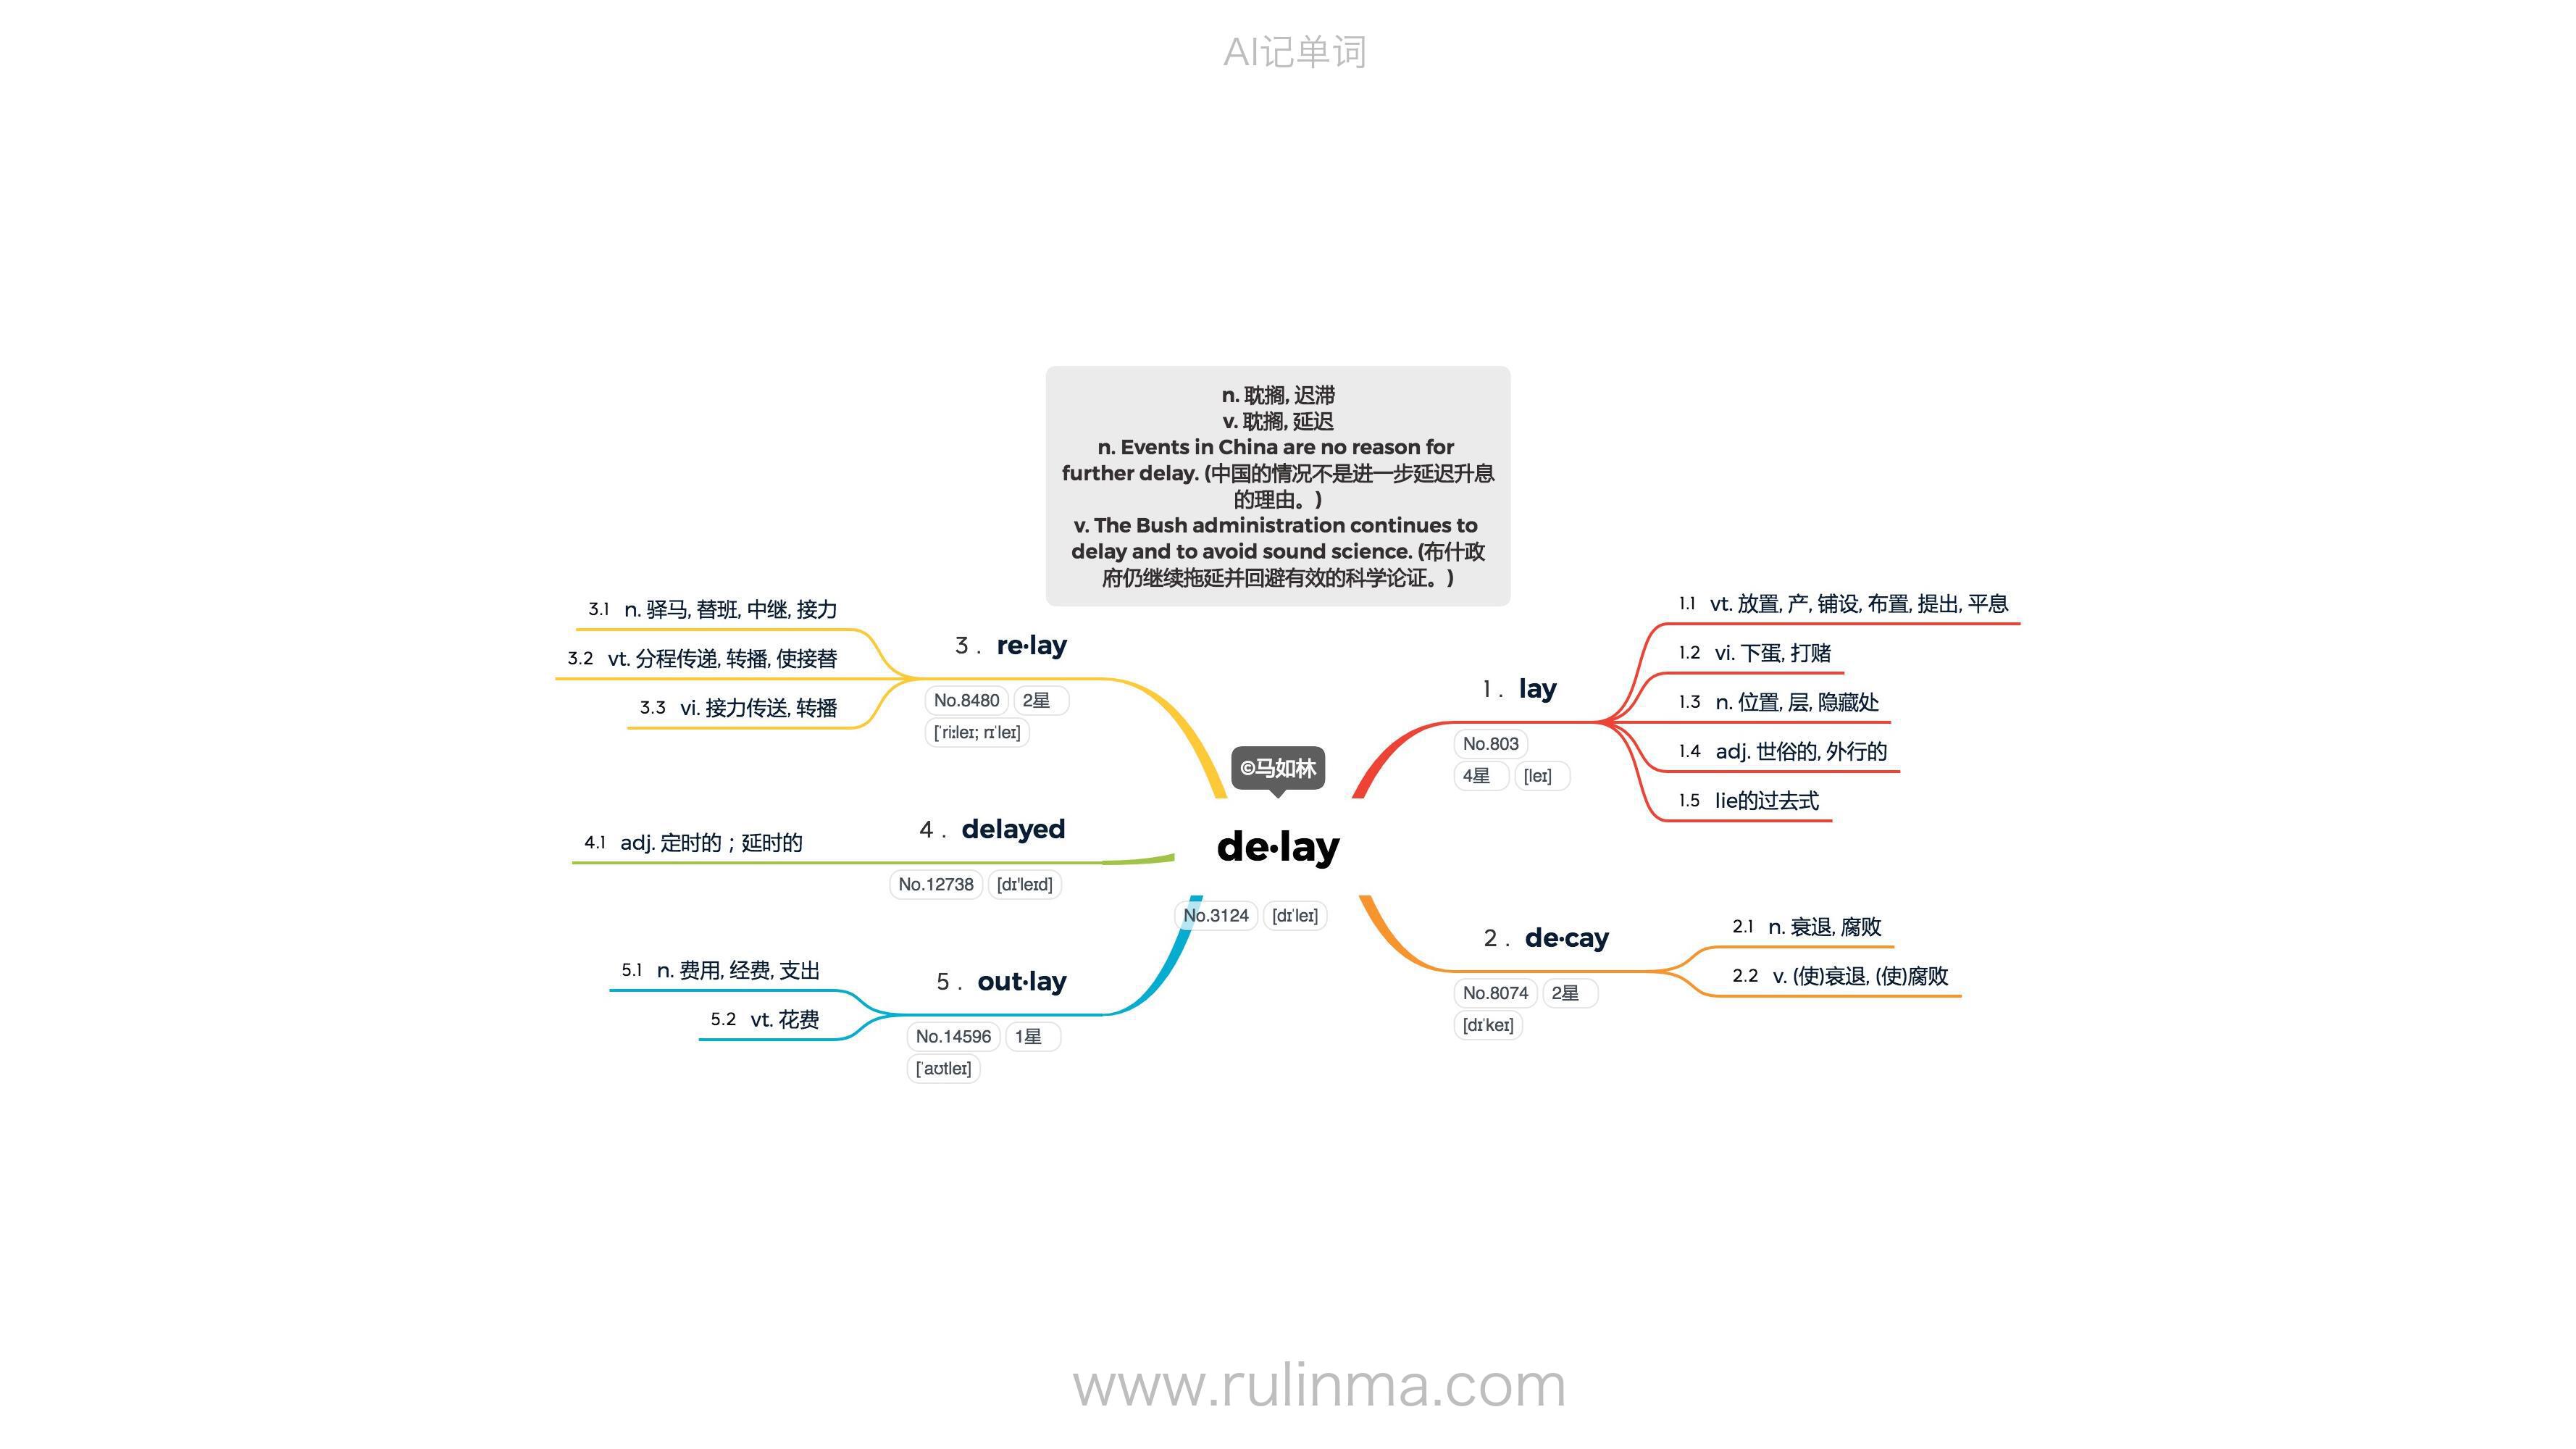 AI记单词
n. 耽搁, 迟滞
v. 耽搁, 延迟
n. Events in China are no reason for
further delay. (中国的情况不是进一步延迟升息
的理由。)
v. The Bush administration continues to
delay and to avoid sound science. (布什政
府仍继续拖延并回避有效的科学论证。)
©马如林
de·lay
No.3124 [dɪˈleɪ]
1 . lay
No.803
4星 [leɪ]
1.1 vt. 放置, 产, 铺设, 布置, 提出, 平息
1.2 vi. 下蛋, 打赌
1.3 n. 位置, 层, 隐藏处
1.4 adj. 世俗的, 外行的
1.5 lie的过去式
2 . de·cay
No.8074 2星
[dɪˈkeɪ]
2.1 n. 衰退, 腐败
2.2 v. (使)衰退, (使)腐败
3 . re·lay
No.8480 2星
[ˈriːleɪ; rɪˈleɪ]
3.1 n. 驿马, 替班, 中继, 接力
3.2 vt. 分程传递, 转播, 使接替
3.3 vi. 接力传送, 转播
4 . delayed
No.12738 [dɪ'leɪd]
4.1 adj. 定时的；延时的
5 . out·lay
No.14596 1星
[ˈaʊtleɪ]
5.1 n. 费用, 经费, 支出
5.2 vt. 花费
www.rulinma.com